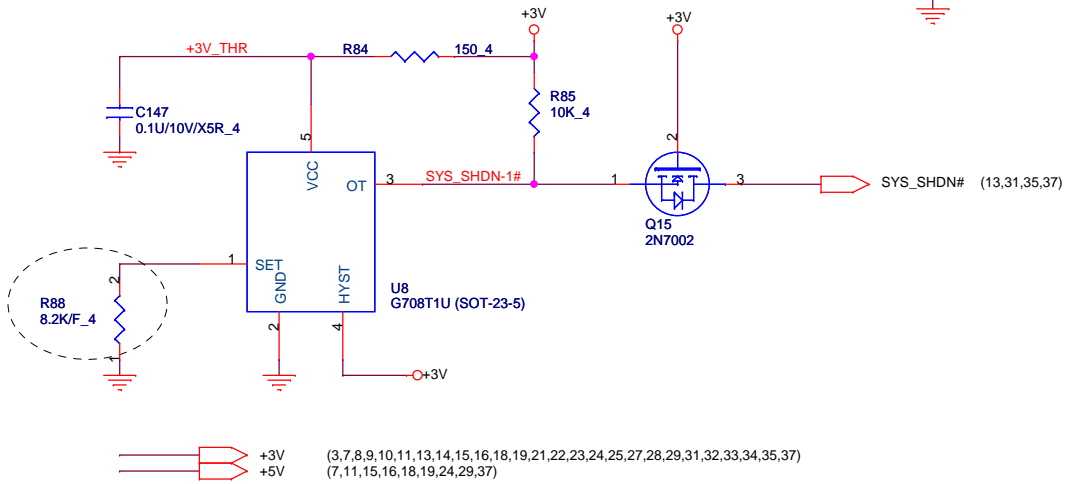 +3V
+3V
+3V_THR
R84
150_4
C147
0.1U/10V/X5R_4
R85
10K_4
5
VCC
2
OT
3
SYS_SHDN-1#
1
3
SYS_SHDN#
(13,31,35,37)
Q15
2N7002
1
SET
GND
HYST
2
R88
8.2K/F_4
1
U8
G708T1U (SOT-23-5)
2
4
+3V
+3V
(3,7,8,9,10,11,13,14,15,16,18,19,21,22,23,24,25,27,28,29,31,32,33,34,35,37)
+5V
(7,11,15,16,18,19,24,29,37)